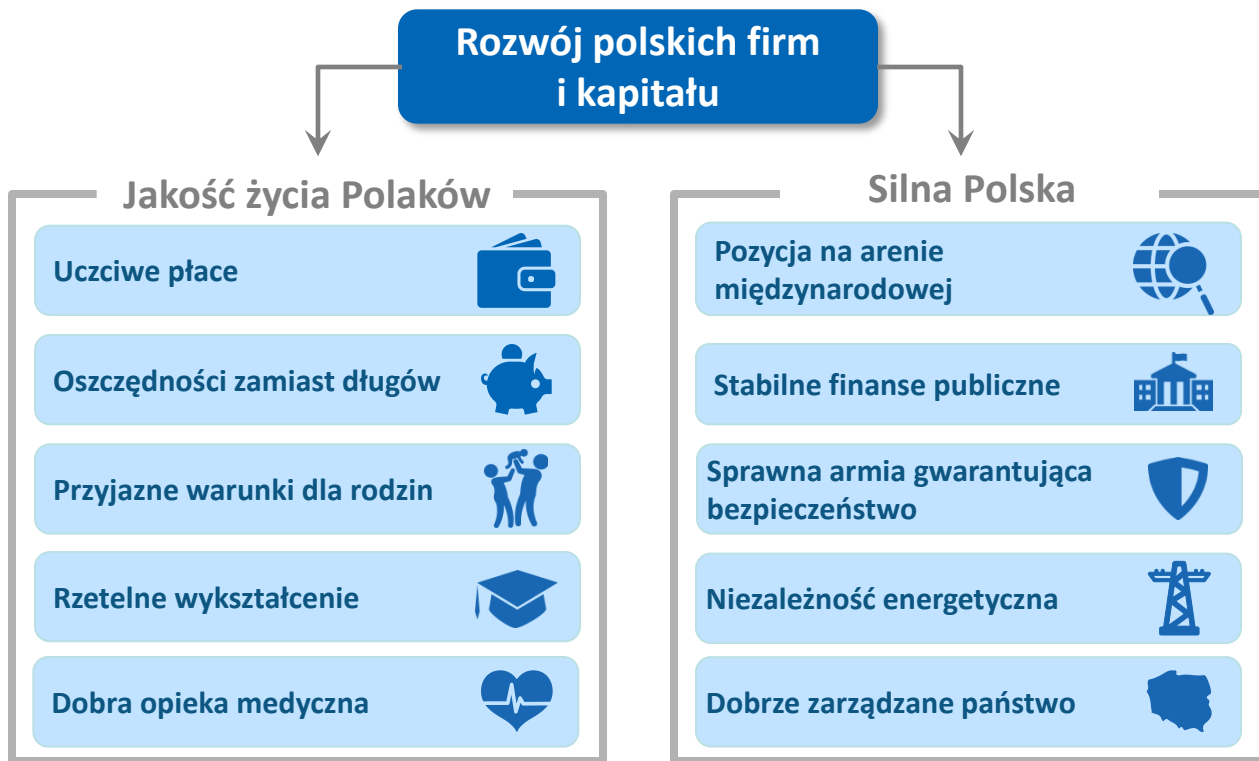 Rozwój polskich firm
i kapitału
Jakość życia Polaków
Uczciwe płace
Oszczędności zamiast długów
Przyjazne warunki dla rodzin
Rzetelne wykształcenie
Dobra opieka medyczna
Silna Polska
Pozycja na arenie
międzynarodowej
Stabilne finanse publiczne
Sprawna armia gwarantująca
bezpieczeństwo
Niezależność energetyczna
Dobrze zarządzane państwo